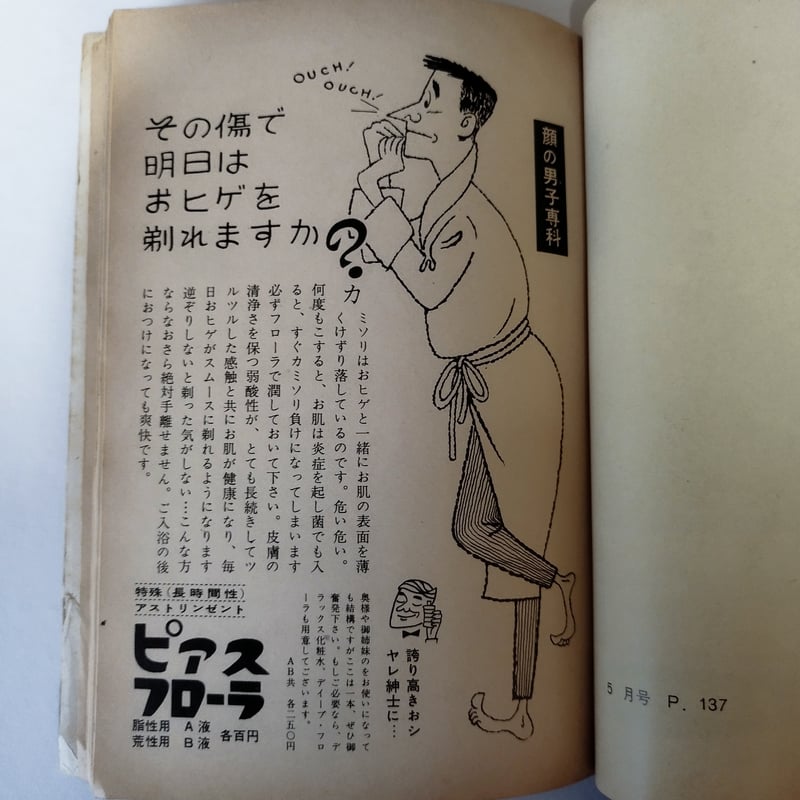 OUCH!
OUCH!
顔の男子専科
その傷で
明日は
おヒゲを
剃れますか?
カミソリはおヒゲと一緒にお肌の表面を薄
くけずり落しているのです。危い危い。
何度もこすると、お肌は炎症を起し菌でも入
ると、すぐカミソリ負けになってしまいます
必ずフローラで潤しておいて下さい。皮膚の
清浄さを保つ弱酸性が、とても長続きしてツ
ルツルした感触と共にお肌が健康になり、毎
日おヒゲがスムースに剃れるようになります
逆ぞりしないと剃った気がしない…こんな方
ならなおさら絶対手離せません。ご入浴の後
におつけになっても爽快です。
誇り高きおシ
ャレ紳士に…
奥様や御姉妹のをお使いになって
も結構ですがここは一本、ぜひ御
奮発下さい。もしご必要なら、デ
ラックス化粧水、デイープ・フロ
ーラも用意してございます。
AB共 各二五〇円
特殊(長時間性)
アストリンゼント
ピアス
フローラ
脂性用 A液
荒性用 B液
各百円
5 月号 P. 137